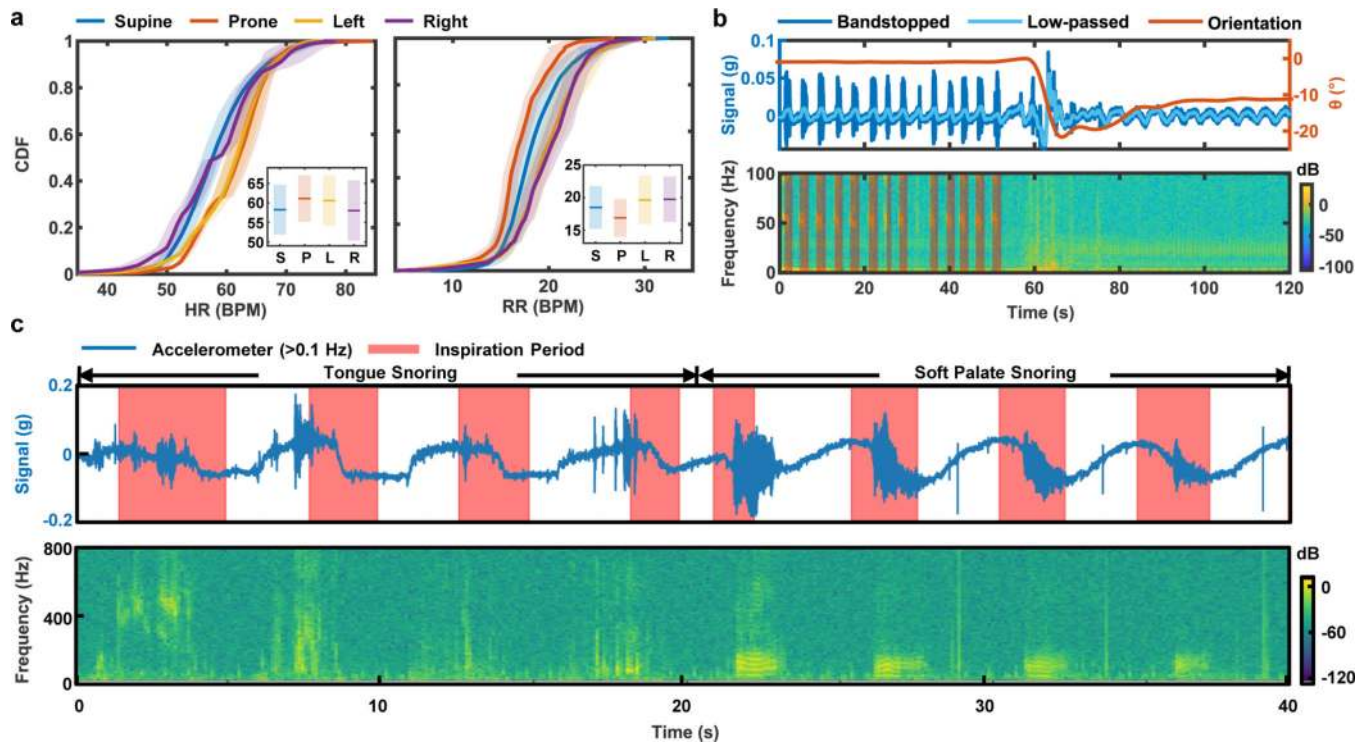 a
Supine Prone Left Right
1
0.8
0.6
0.4
0.2
0
CDF
65
60
55
50
S P L R
40 50 60 70 80
HR (BPM)
25
20
15
S P L R
10 20 30
RR (BPM)
b
Bandstopped Low-passed Orientation
0.1
0.05
0
Signal (g)
0
-10
-20
θ (°)
100
50
0
Frequency (Hz)
dB
0
-50
-100
0 20 40 60 80 100 120
Time (s)
c
Accelerometer (>0.1 Hz) Inspiration Period
Tongue Snoring Soft Palate Snoring
0.2
0
-0.2
Signal (g)
800
400
0
Frequency (Hz)
dB
0
-60
-120
0 10 20 30 40
Time (s)